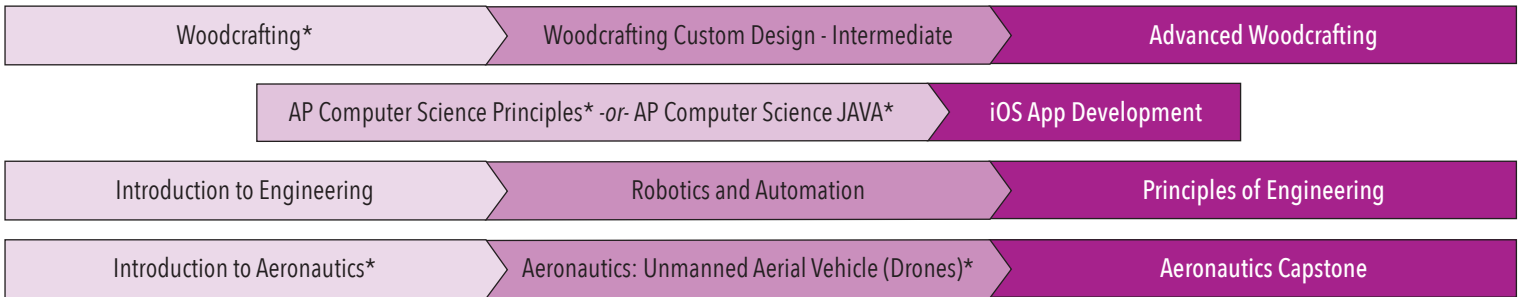 Woodcrafting* Woodcrafting Custom Design - Intermediate Advanced Woodcrafting
AP Computer Science Principles* -or- AP Computer Science JAVA* iOS App Development
Introduction to Engineering Robotics and Automation Principles of Engineering
Introduction to Aeronautics* Aeronautics: Unmanned Aerial Vehicle (Drones)* Aeronautics Capstone